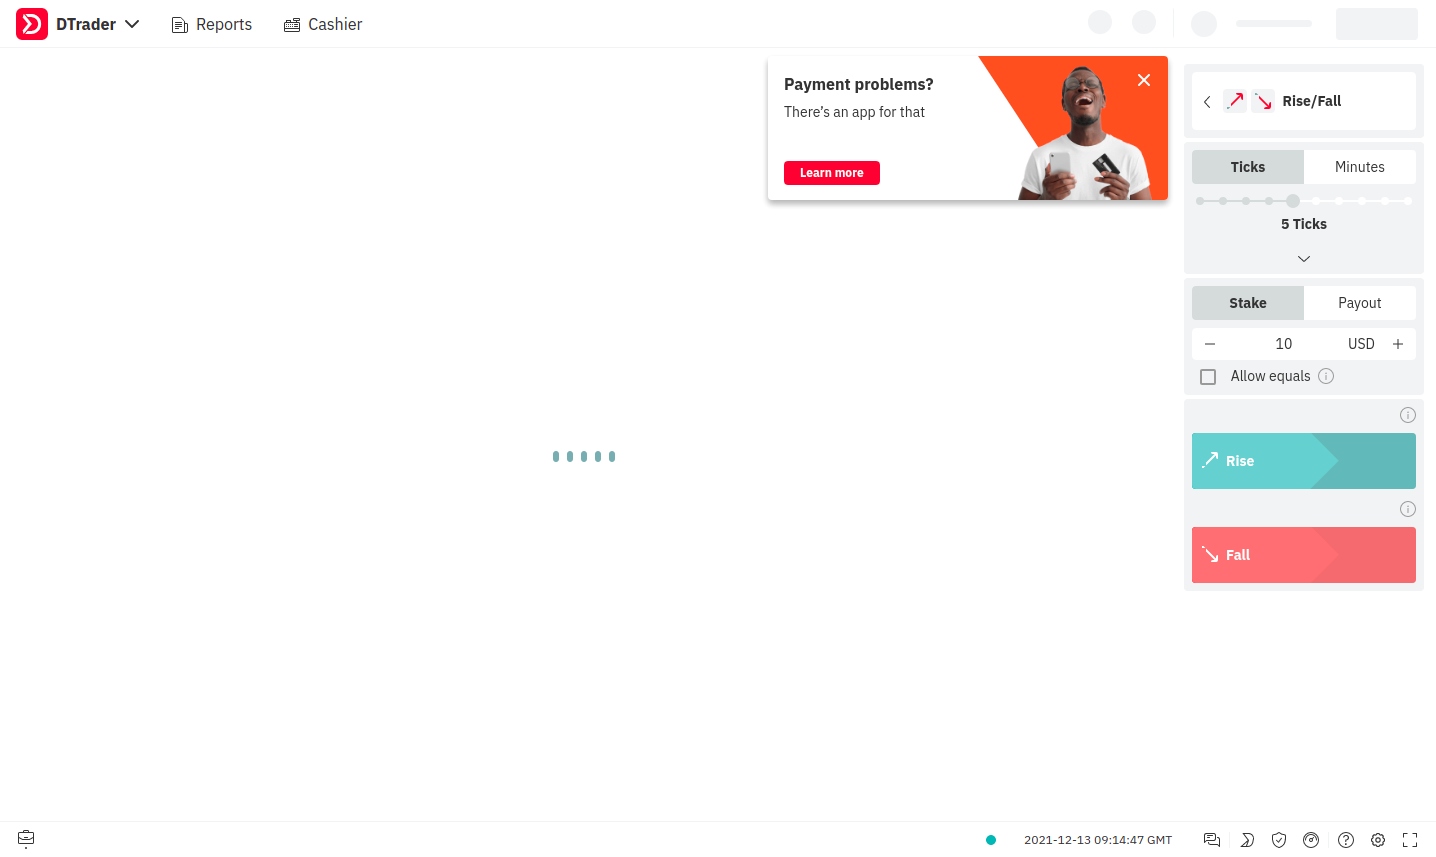 DTrader
Reports
Cashier
Payment problems?
There's an app for that
Learn more
Rise/Fall
Ticks
Minutes
5 Ticks
Stake
Payout
10
USD
Allow equals
Rise
Fall
2021-12-13 09:14:47 GMT